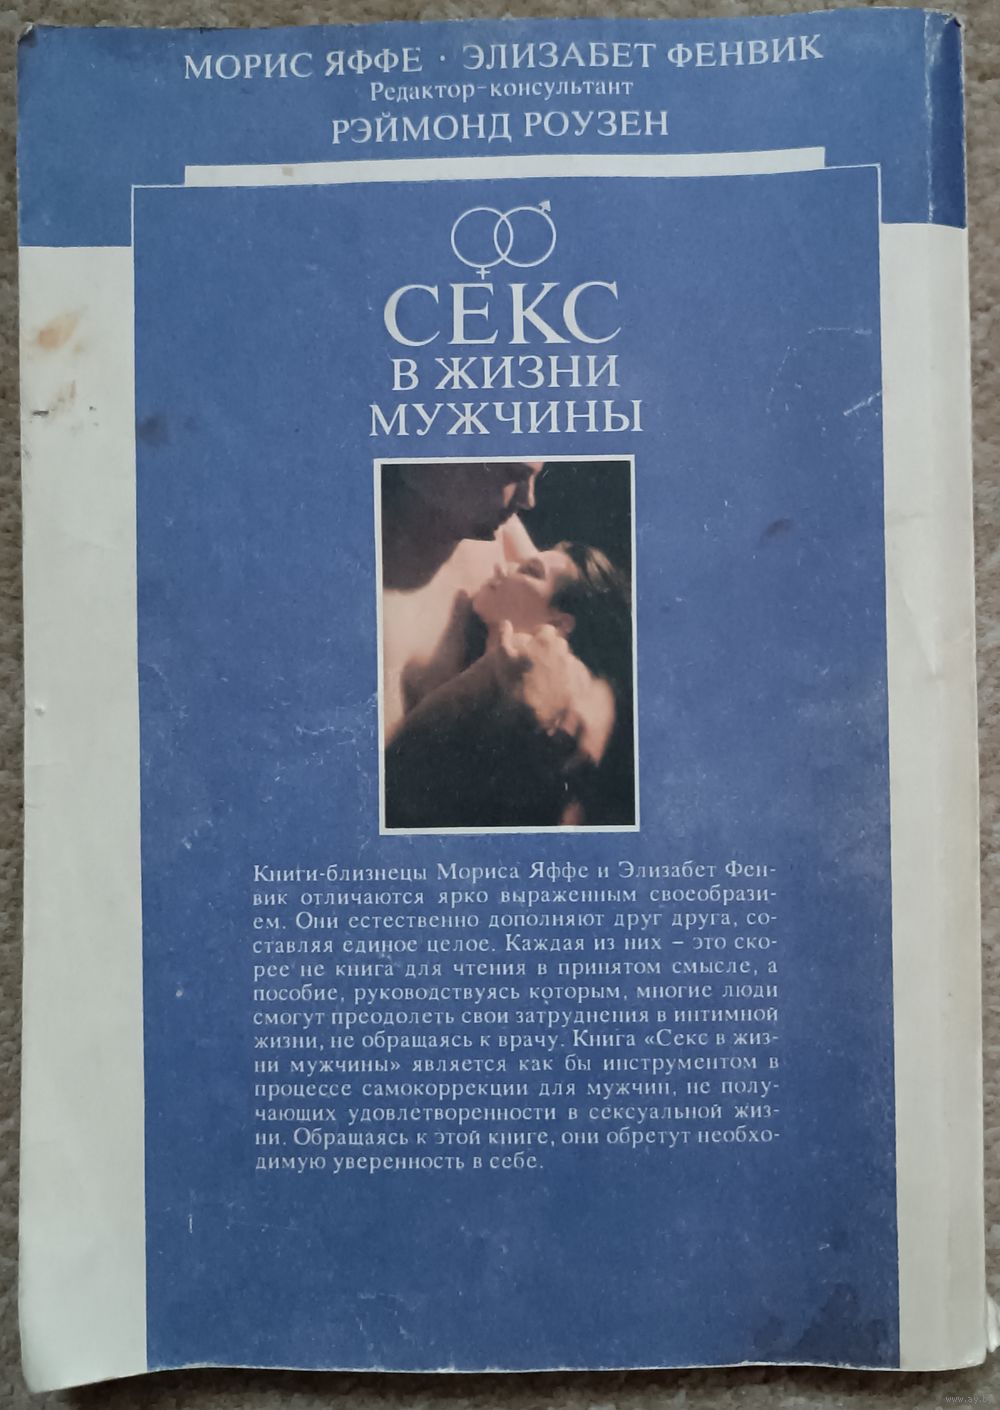 МОРИС ЯФФЕ · ЭЛИЗАБЕТ ФЕНВИК
Редактор-консультант
РЭЙМОНД РОУЗЕН
СЕКС
В ЖИЗНИ
МУЖЧИНЫ
Книги-близнецы Мориса Яффе и Элизабет Фен-
вик отличаются ярко выраженным своеобрази-
ем. Они естественно дополняют друг друга, со-
ставляя единое целое. Каждая из них – это ско-
рее не книга для чтения в принятом смысле, а
пособие, руководствуясь которым, многие люди
смогут преодолеть свои затруднения в интимной
жизни, не обращаясь к врачу. Книга «Секс в жиз-
ни мужчины» является как бы инструментом в
процессе самокоррекции для мужчин, не полу-
чающих удовлетворенности в сексуальной жиз-
ни. Обращаясь к этой книге, они обретут необхо-
димую уверенность в себе.